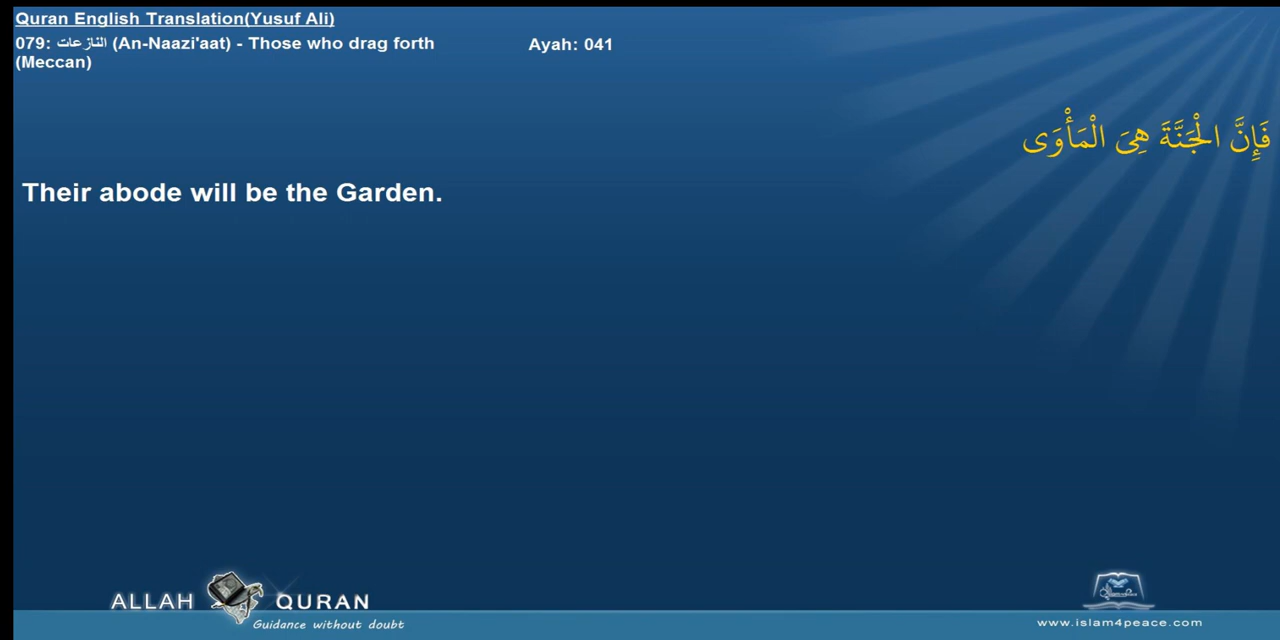 Quran English Translation(Yusuf Ali)
079: النازعات (An-Naazi'aat) - Those who drag forth
(Meccan)
Ayah: 041
فَإِنَّ الْجَنَّةَ هِيَ الْمَأْوَى
Their abode will be the Garden.
ALLAH QURAN
Guidance without doubt
www.islam4peace.com